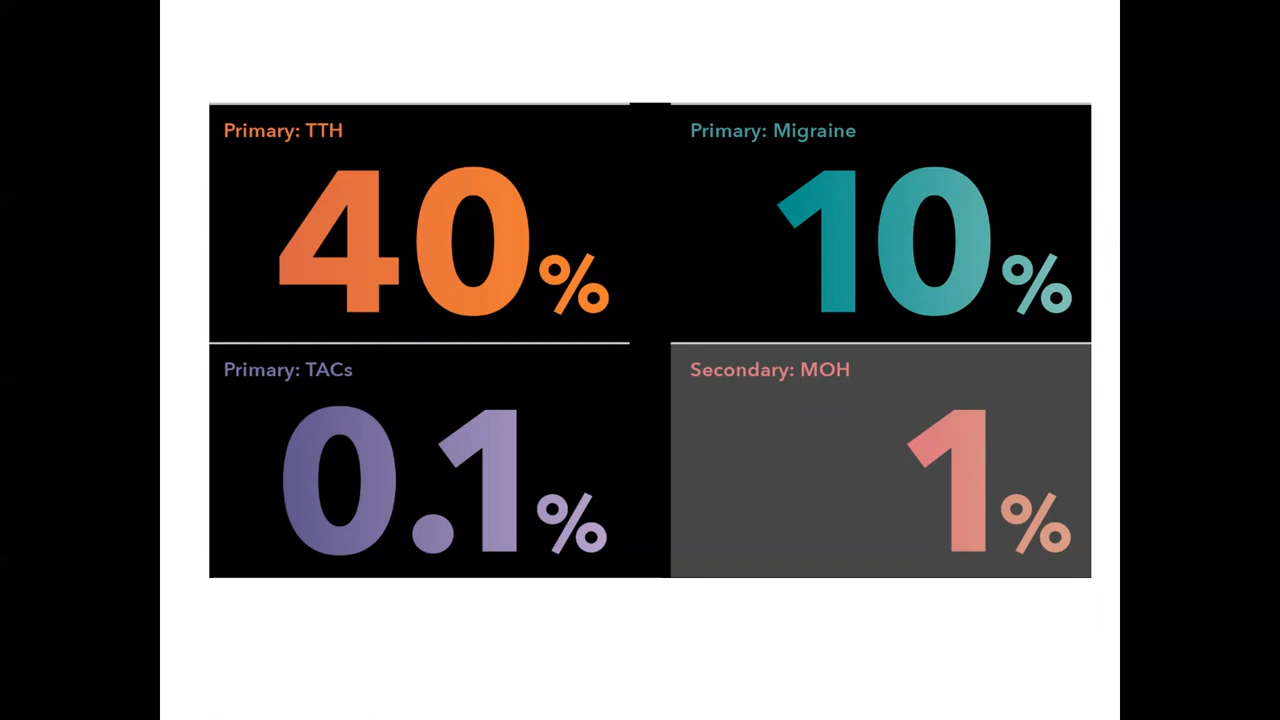 Primary: TTH
40%
Primary: Migraine
10%
Primary: TACs
0.1%
Secondary: MOH
1%